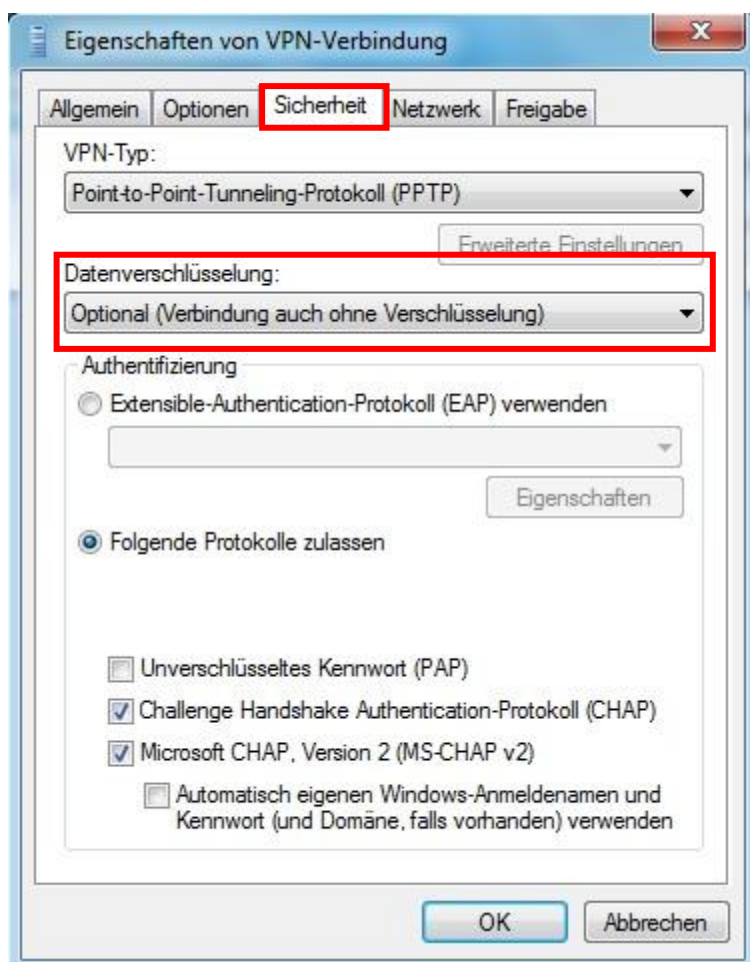 Eigenschaften von VPN-Verbindung
Allgemein Optionen Sicherheit Netzwerk Freigabe
VPN-Typ:
Point-to-Point-Tunneling-Protokoll (PPTP)
Erweiterte Einstellungen
Datenverschlüsselung:
Optional (Verbindung auch ohne Verschlüsselung)
Authentifizierung
Extensible-Authentication-Protokoll (EAP) verwenden
Eigenschaften
Folgende Protokolle zulassen
Unverschlüsseltes Kennwort (PAP)
Challenge Handshake Authentication-Protokoll (CHAP)
Microsoft CHAP, Version 2 (MS-CHAP v2)
Automatisch eigenen Windows-Anmeldenamen und
Kennwort (und Domäne, falls vorhanden) verwenden
OK Abbrechen